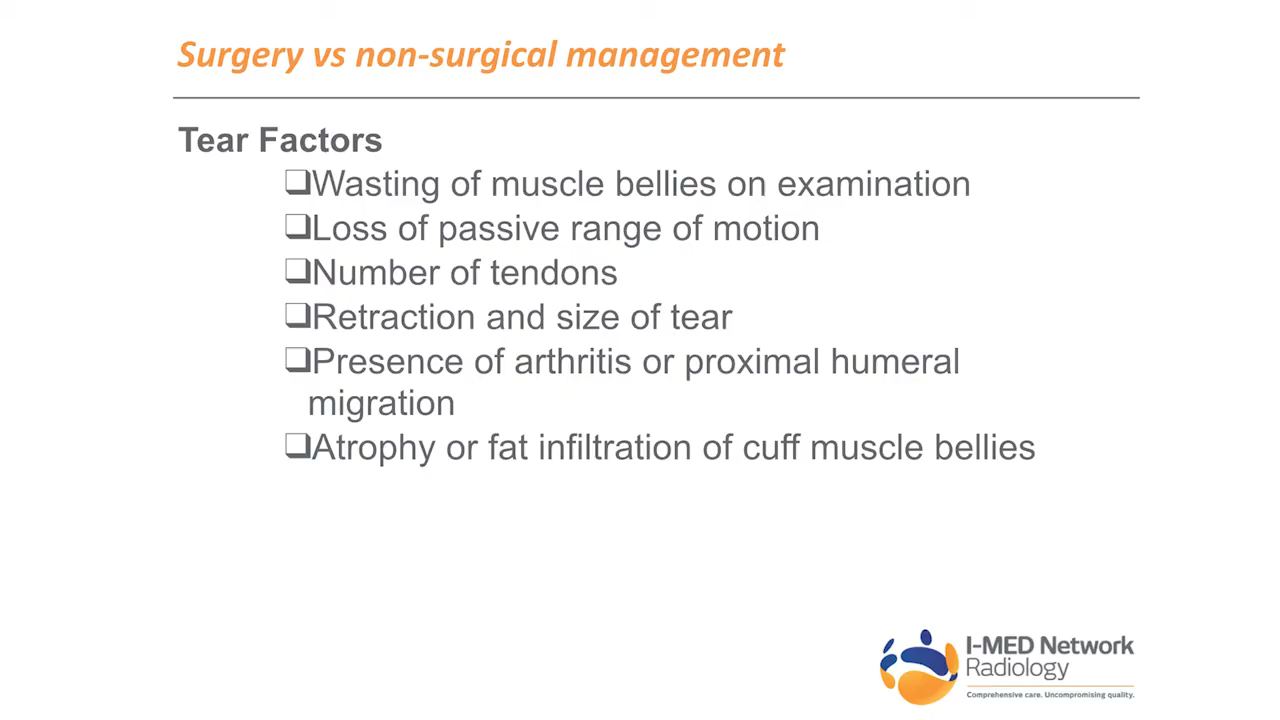 Surgery vs non-surgical management
Tear Factors
❑Wasting of muscle bellies on examination
❑Loss of passive range of motion
❑Number of tendons
❑Retraction and size of tear
❑Presence of arthritis or proximal humeral
migration
❑Atrophy or fat infiltration of cuff muscle bellies
I-MED Network
Radiology
Comprehensive care. Uncompromising quality.